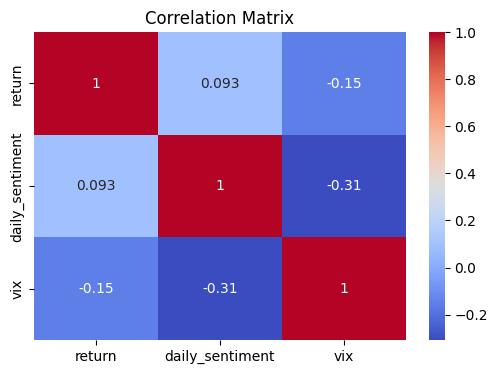 Correlation Matrix
return
daily_sentiment
vix
1 0.093 -0.15
0.093 1 -0.31
-0.15 -0.31 1
return daily_sentiment vix
1.0
0.8
0.6
0.4
0.2
0.0
−0.2